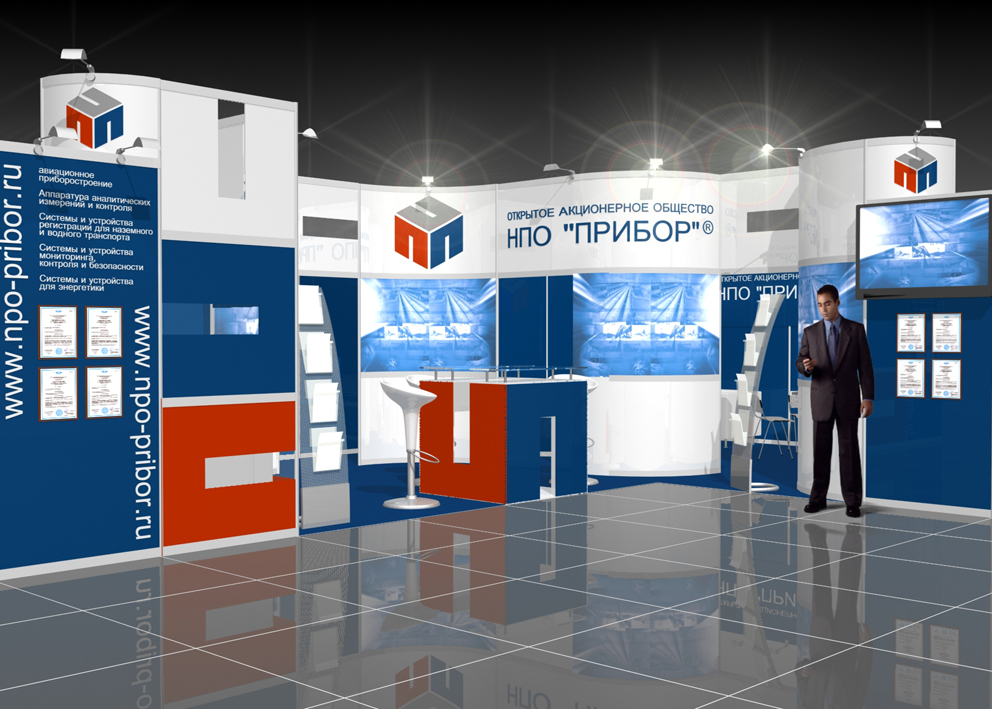 www.npo-pribor.ru
авиационное
приборостроение
Аппаратура аналитических
измерений и контроля
Системы и устройства
регистрации для наземного
и водного транспорта
Системы и устройства
мониторинга,
контроля и безопасности
Системы и устройства
для энергетики
www.npo-pribor.ru
ОТКРЫТОЕ АКЦИОНЕРНОЕ ОБЩЕСТВО
НПО "ПРИБОР"®
ТКРЫТОЕ АКЦИОНЕРН
НПО "ПРИ